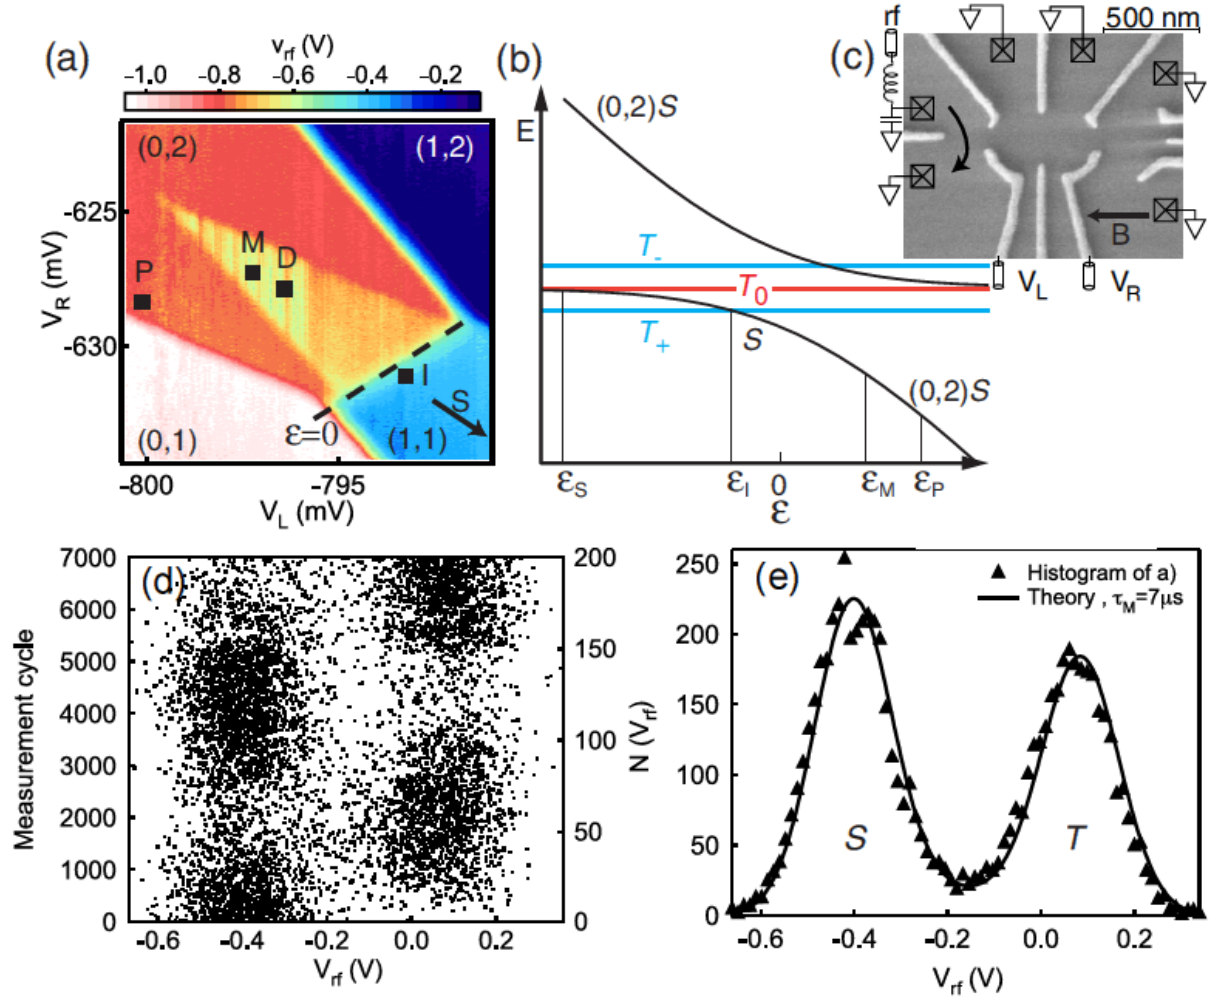 (a)
v_rf (V)
-1.0 -0.8 -0.6 -0.4 -0.2
(0,2)
(1,2)
P
M
D
I
S
ε=0
(0,1)
(1,1)
-625
-630
V_R (mV)
-800 -795
V_L (mV)
(b)
E
(0,2)S
T_-
T_0
T_+
S
(0,2)S
ε_S ε_I 0 ε_M ε_P
ε
(c)
rf
500 nm
B
V_L
V_R
(d)
7000
6000
5000
4000
3000
2000
1000
0
Measurement cycle
-0.6 -0.4 -0.2 0.0 0.2
V_rf (V)
200
150
100
50
0
N (V_rf)
(e)
250
200
150
100
50
0
Histogram of a)
Theory , τ_M=7μs
S
T
-0.6 -0.4 -0.2 0.0 0.2
V_rf (V)